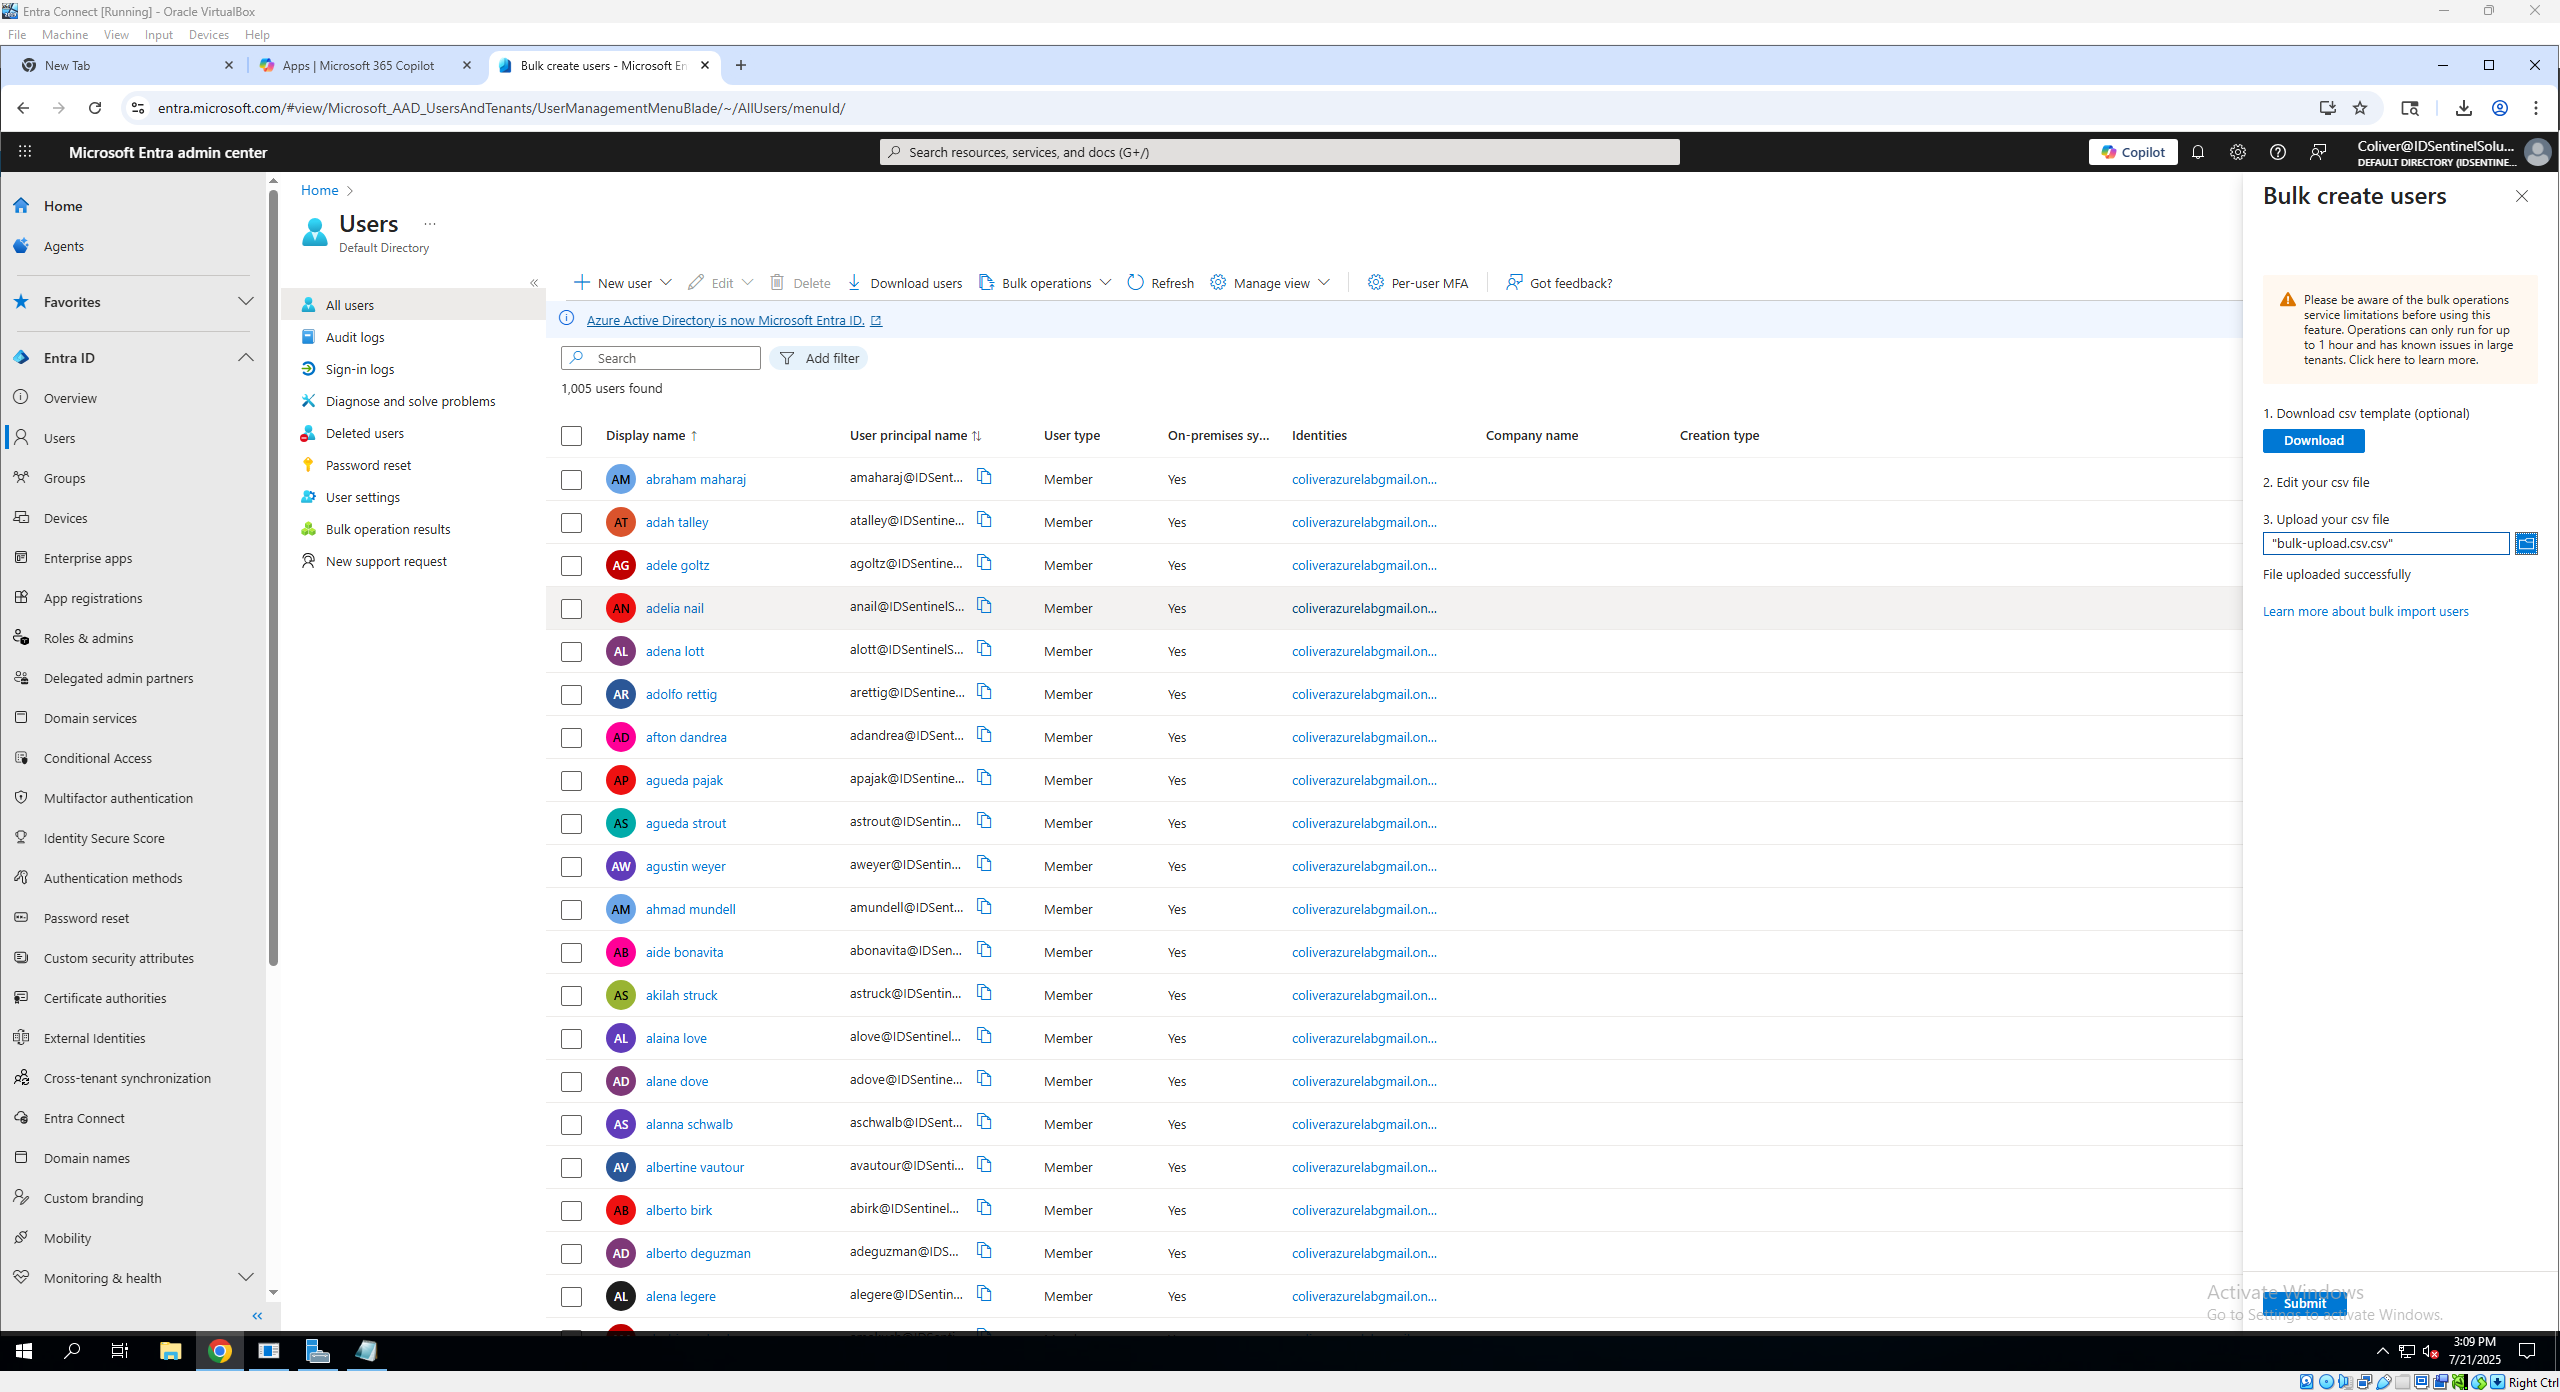 Entra Connect [Running] - Oracle VirtualBox
File Machine View Input Devices Help
New Tab
Apps | Microsoft 365 Copilot
Bulk create users - Microsoft En
entra.microsoft.com/#view/Microsoft_AAD_UsersAndTenants/UserManagementMenuBlade/~/AllUsers/menuId/
Microsoft Entra admin center
Search resources, services, and docs (G+/)
Copilot
Coliver@IDSentinelSolu...
DEFAULT DIRECTORY (IDSENTINE...
Home
Agents
Favorites
Entra ID
Overview
Users
Groups
Devices
Enterprise apps
App registrations
Roles & admins
Delegated admin partners
Domain services
Conditional Access
Multifactor authentication
Identity Secure Score
Authentication methods
Password reset
Custom security attributes
Certificate authorities
External Identities
Cross-tenant synchronization
Entra Connect
Domain names
Custom branding
Mobility
Monitoring & health
Home
Users
Default Directory
All users
Audit logs
Sign-in logs
Diagnose and solve problems
Deleted users
Password reset
User settings
Bulk operation results
New support request
New user Edit Delete Download users Bulk operations Refresh Manage view Per-user MFA Got feedback?
Azure Active Directory is now Microsoft Entra ID.
Search
Add filter
1,005 users found
Display name ↑ User principal name ↑↓ User type On-premises sy... Identities Company name Creation type
AM abraham maharaj amaharaj@IDSent... Member Yes coliverazurelabgmail.on...
AT adah talley atalley@IDSentine... Member Yes coliverazurelabgmail.on...
AG adele goltz agoltz@IDSentine... Member Yes coliverazurelabgmail.on...
AN adelia nail anail@IDSentinelS... Member Yes coliverazurelabgmail.on...
AL adena lott alott@IDSentinelS... Member Yes coliverazurelabgmail.on...
AR adolfo rettig arettig@IDSentine... Member Yes coliverazurelabgmail.on...
AD afton dandrea adandrea@IDSent... Member Yes coliverazurelabgmail.on...
AP agueda pajak apajak@IDSentine... Member Yes coliverazurelabgmail.on...
AS agueda strout astrout@IDSentin... Member Yes coliverazurelabgmail.on...
AW agustin weyer aweyer@IDSentin... Member Yes coliverazurelabgmail.on...
AM ahmad mundell amundell@IDSent... Member Yes coliverazurelabgmail.on...
AB aide bonavita abonavita@IDSen... Member Yes coliverazurelabgmail.on...
AS akilah struck astruck@IDSentin... Member Yes coliverazurelabgmail.on...
AL alaina love alove@IDSentinel... Member Yes coliverazurelabgmail.on...
AD alane dove adove@IDSentine... Member Yes coliverazurelabgmail.on...
AS alanna schwalb aschwalb@IDSent... Member Yes coliverazurelabgmail.on...
AV albertine vautour avautour@IDSenti... Member Yes coliverazurelabgmail.on...
AB alberto birk abirk@IDSentinel... Member Yes coliverazurelabgmail.on...
AD alberto deguzman adeguzman@IDS... Member Yes coliverazurelabgmail.on...
AL alena legere alegere@IDSentin... Member Yes coliverazurelabgmail.on...
Bulk create users
Please be aware of the bulk operations
service limitations before using this
feature. Operations can only run for up
to 1 hour and has known issues in large
tenants. Click here to learn more.
1. Download csv template (optional)
Download
2. Edit your csv file
3. Upload your csv file
"bulk-upload.csv.csv"
File uploaded successfully
Learn more about bulk import users
Activate Windows
Submit
Go to Settings to activate Windows.
3:09 PM
7/21/2025
Right Ctrl